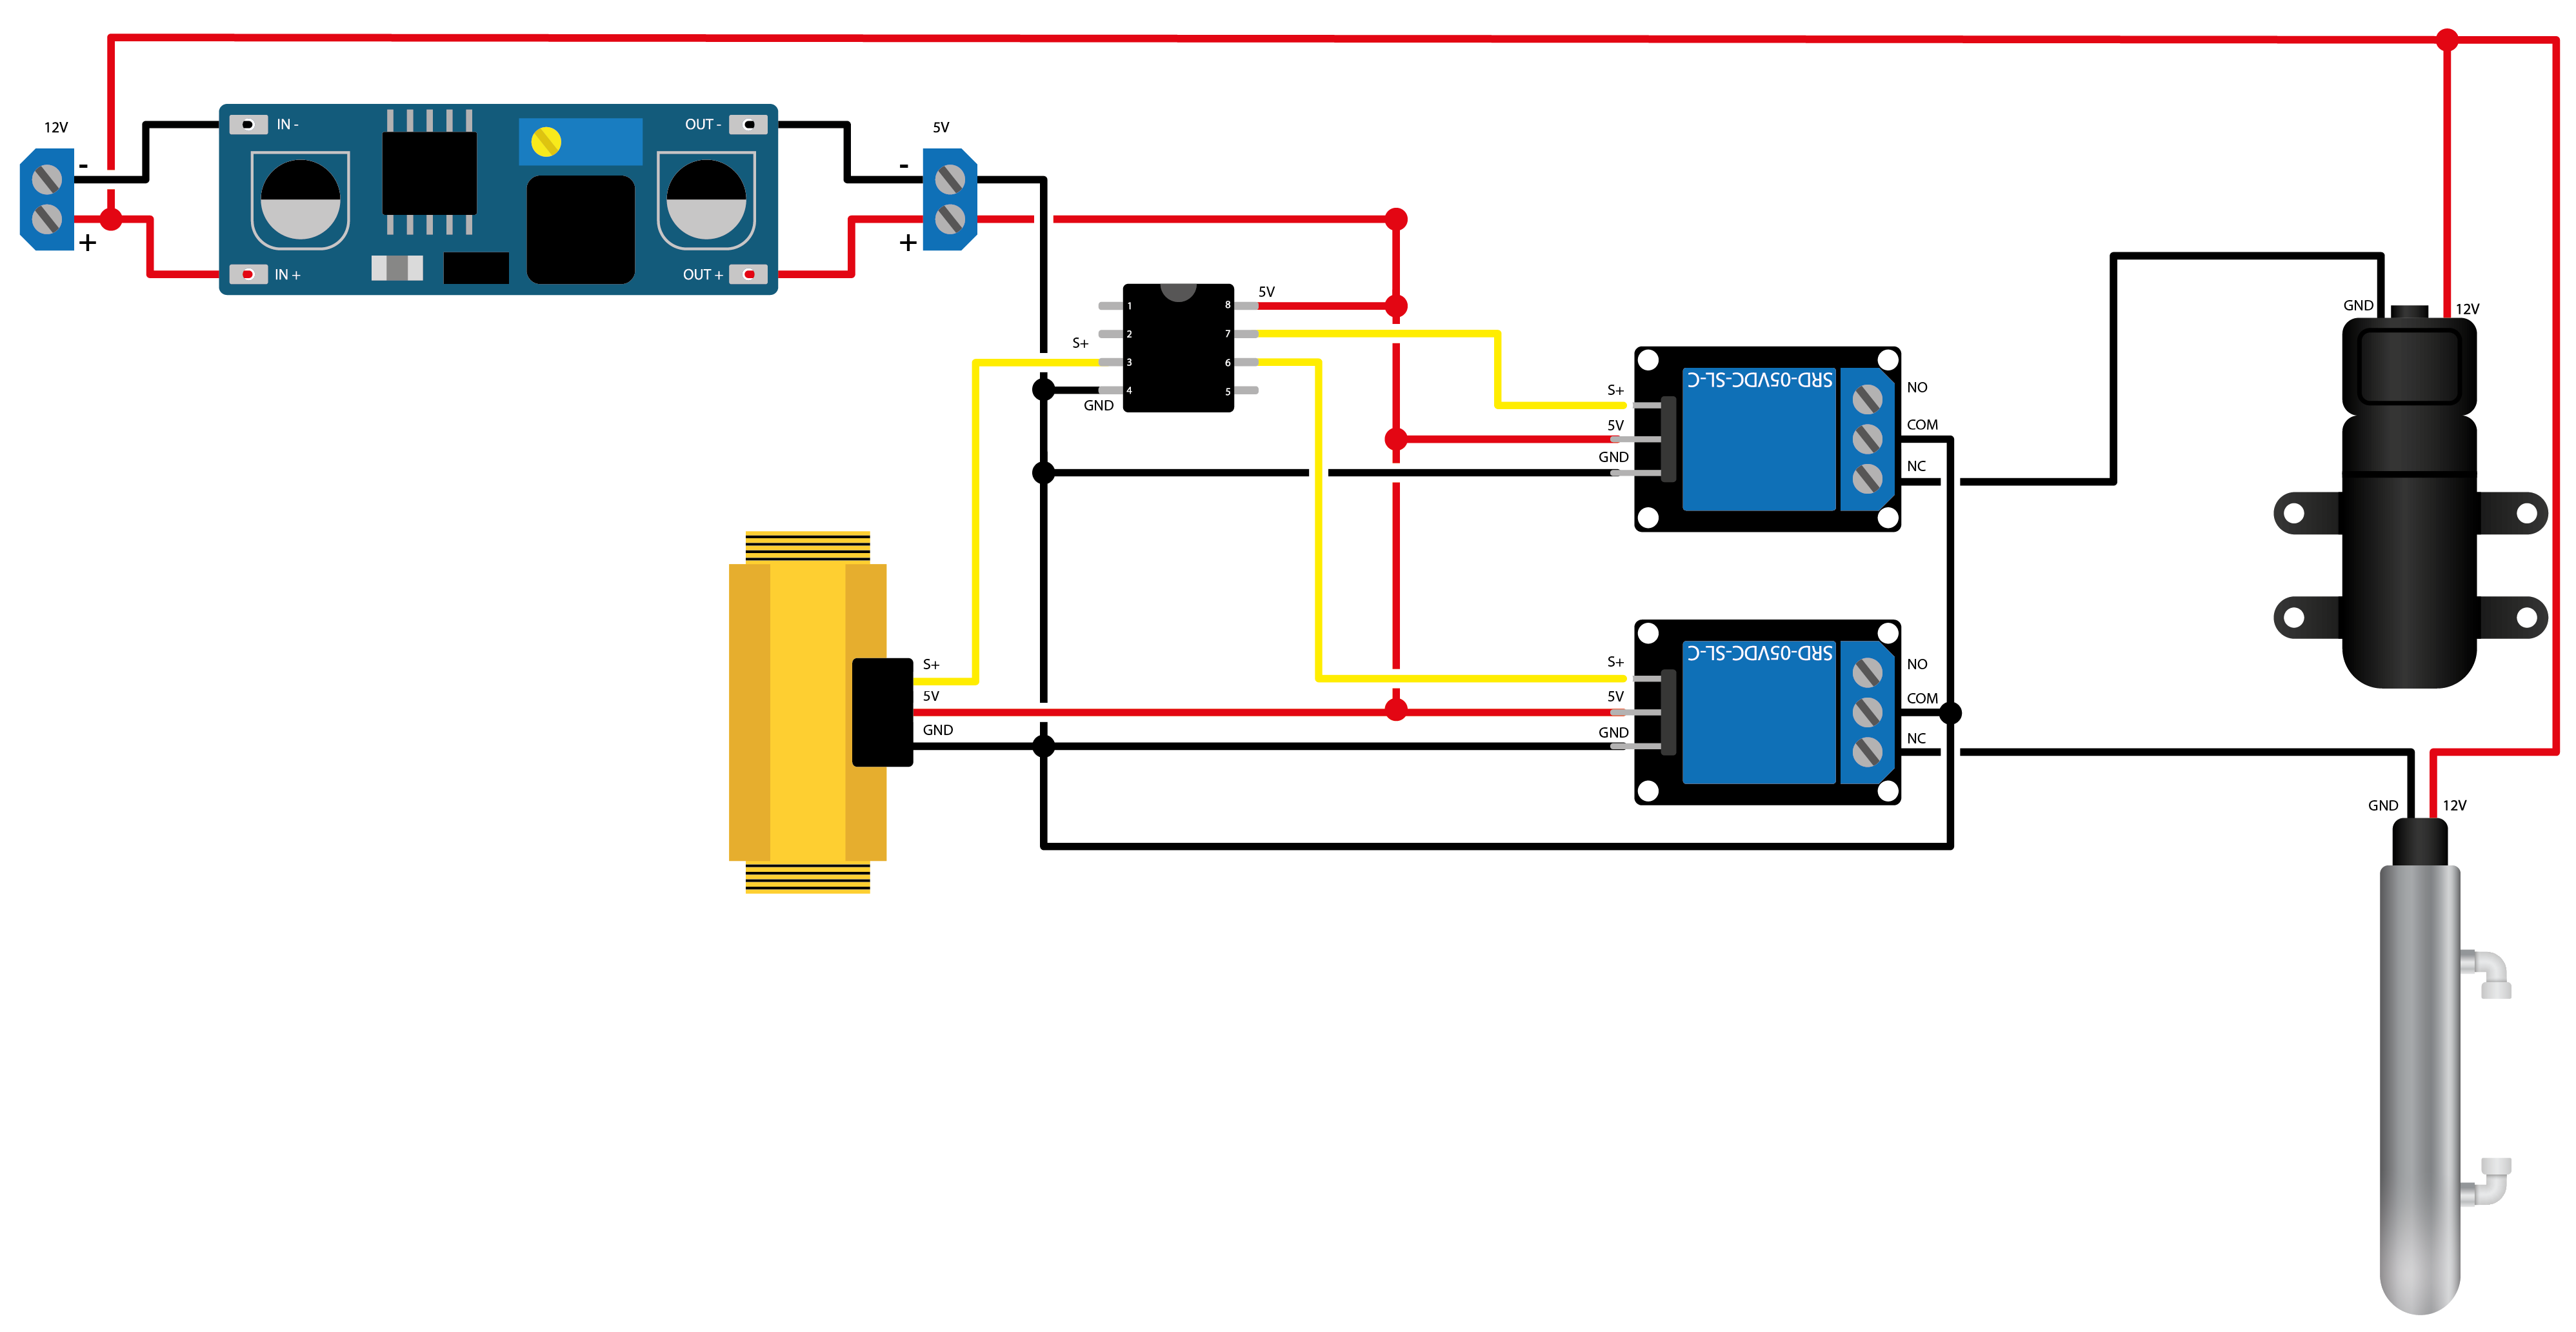 12V
-
+
IN -
IN +
OUT -
OUT +
5V
-
+
1
2
3
4
8
7
6
5
5V
S+
GND
S+
5V
GND
S+
5V
GND
SRD-05VDC-SL-C
NO
COM
NC
S+
5V
GND
SRD-05VDC-SL-C
NO
COM
NC
GND
12V
GND
12V